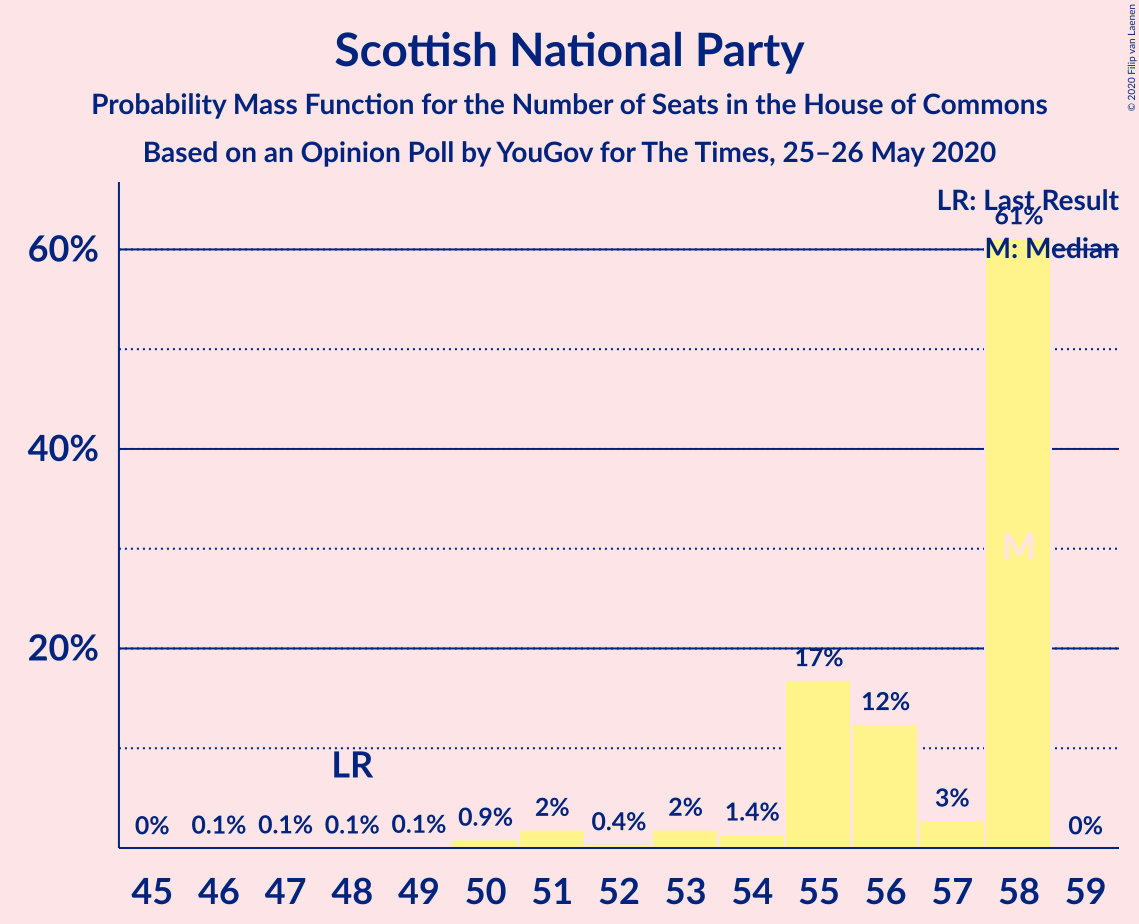 Scottish National Party
Probability Mass Function for the Number of Seats in the House of Commons
Based on an Opinion Poll by YouGov for The Times, 25–26 May 2020
© 2020 Filip van Laenen
LR: Last Result
M: Median
60%
40%
20%
0% 0.1% 0.1% 0.1% 0.1% 0.9% 2% 0.4% 2% 1.4% 17% 12% 3% 61% 0%
LR
M
45 46 47 48 49 50 51 52 53 54 55 56 57 58 59